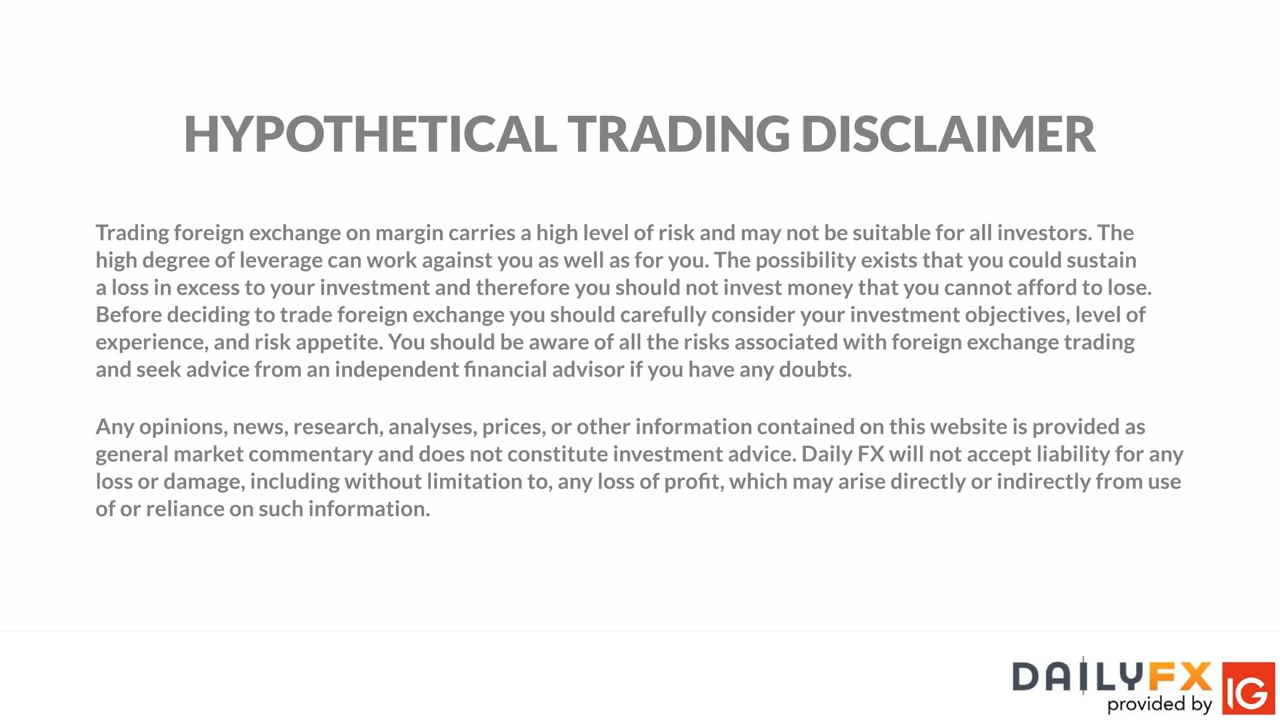 HYPOTHETICAL TRADING DISCLAIMER
Trading foreign exchange on margin carries a high level of risk and may not be suitable for all investors. The
high degree of leverage can work against you as well as for you. The possibility exists that you could sustain
a loss in excess to your investment and therefore you should not invest money that you cannot afford to lose.
Before deciding to trade foreign exchange you should carefully consider your investment objectives, level of
experience, and risk appetite. You should be aware of all the risks associated with foreign exchange trading
and seek advice from an independent financial advisor if you have any doubts.
Any opinions, news, research, analyses, prices, or other information contained on this website is provided as
general market commentary and does not constitute investment advice. Daily FX will not accept liability for any
loss or damage, including without limitation to, any loss of profit, which may arise directly or indirectly from use
of or reliance on such information.
DAILYFX
provided by IG